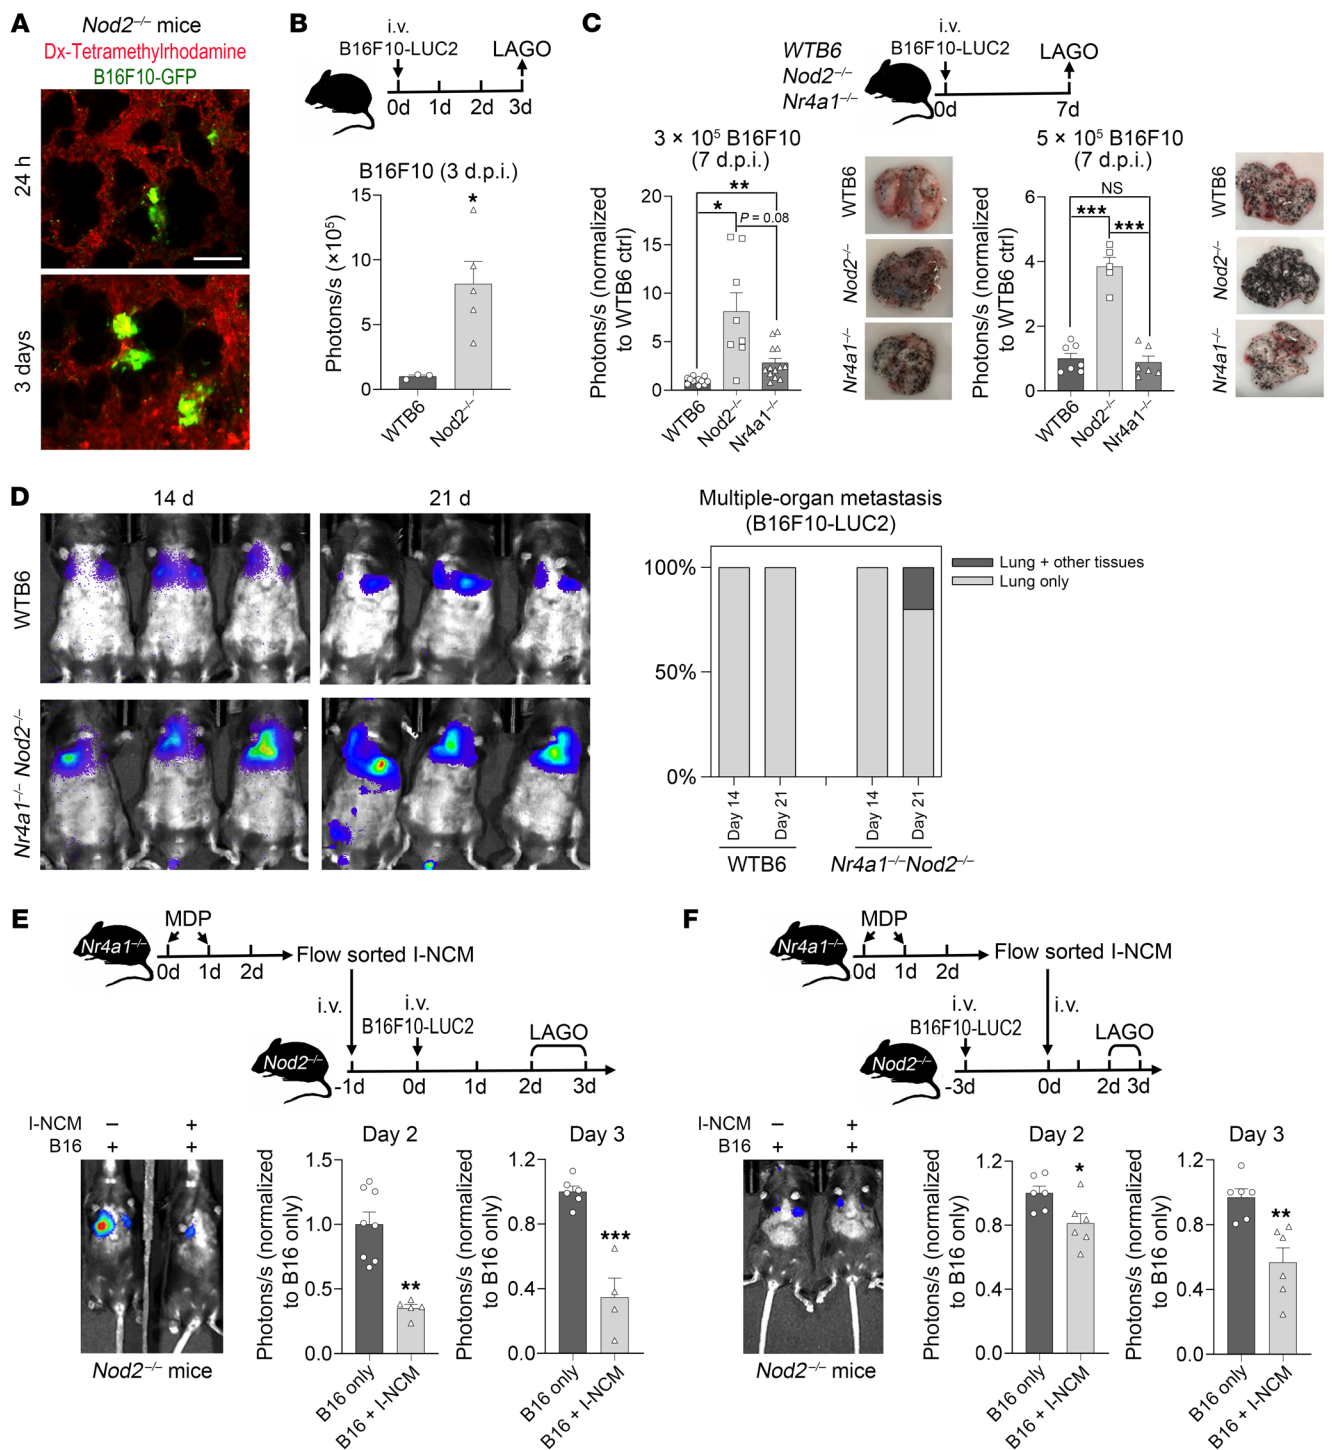 A
Nod2–/– mice
Dx-Tetramethylrhodamine
B16F10-GFP
24 h
3 days
B
i.v.
B16F10-LUC2
LAGO
0d 1d 2d 3d
B16F10 (3 d.p.i.)
Photons/s (×10⁵)
15
10
5
0
*
WTB6
Nod2–/–
C
WTB6
Nod2–/–
Nr4a1–/–
i.v.
B16F10-LUC2
LAGO
0d 7d
3 × 10⁵ B16F10
(7 d.p.i.)
Photons/s (normalized
to WTB6 ctrl)
20
15
10
5
0
**
*
P = 0.08
WTB6
Nod2–/–
Nr4a1–/–
WTB6
Nod2–/–
Nr4a1–/–
5 × 10⁵ B16F10
(7 d.p.i.)
Photons/s (normalized
to WTB6 ctrl)
6
4
2
0
NS
***
***
WTB6
Nod2–/–
Nr4a1–/–
WTB6
Nod2–/–
Nr4a1–/–
D
14 d
21 d
WTB6
Nr4a1–/– Nod2–/–
Multiple-organ metastasis
(B16F10-LUC2)
100%
50%
0%
Lung + other tissues
Lung only
Day 14
Day 21
Day 14
Day 21
WTB6
Nr4a1–/–Nod2–/–
E
Nr4a1–/–
MDP
0d 1d 2d
Flow sorted I-NCM
i.v.
i.v.
B16F10-LUC2
LAGO
Nod2–/–
-1d 0d 1d 2d 3d
I-NCM – +
B16 + +
Nod2–/– mice
Day 2
Photons/s (normalized
to B16 only)
1.5
1.0
0.5
0.0
**
B16 only
B16 + I-NCM
Day 3
Photons/s (normalized
to B16 only)
1.2
0.8
0.4
0.0
***
B16 only
B16 + I-NCM
F
Nr4a1–/–
MDP
0d 1d 2d
Flow sorted I-NCM
i.v.
B16F10-LUC2
i.v.
LAGO
Nod2–/–
-3d 0d 2d 3d
I-NCM – +
B16 + +
Nod2–/– mice
Day 2
Photons/s (normalized
to B16 only)
1.2
0.8
0.4
0.0
*
B16 only
B16 + I-NCM
Day 3
Photons/s (normalized
to B16 only)
1.2
0.8
0.4
0.0
**
B16 only
B16 + I-NCM